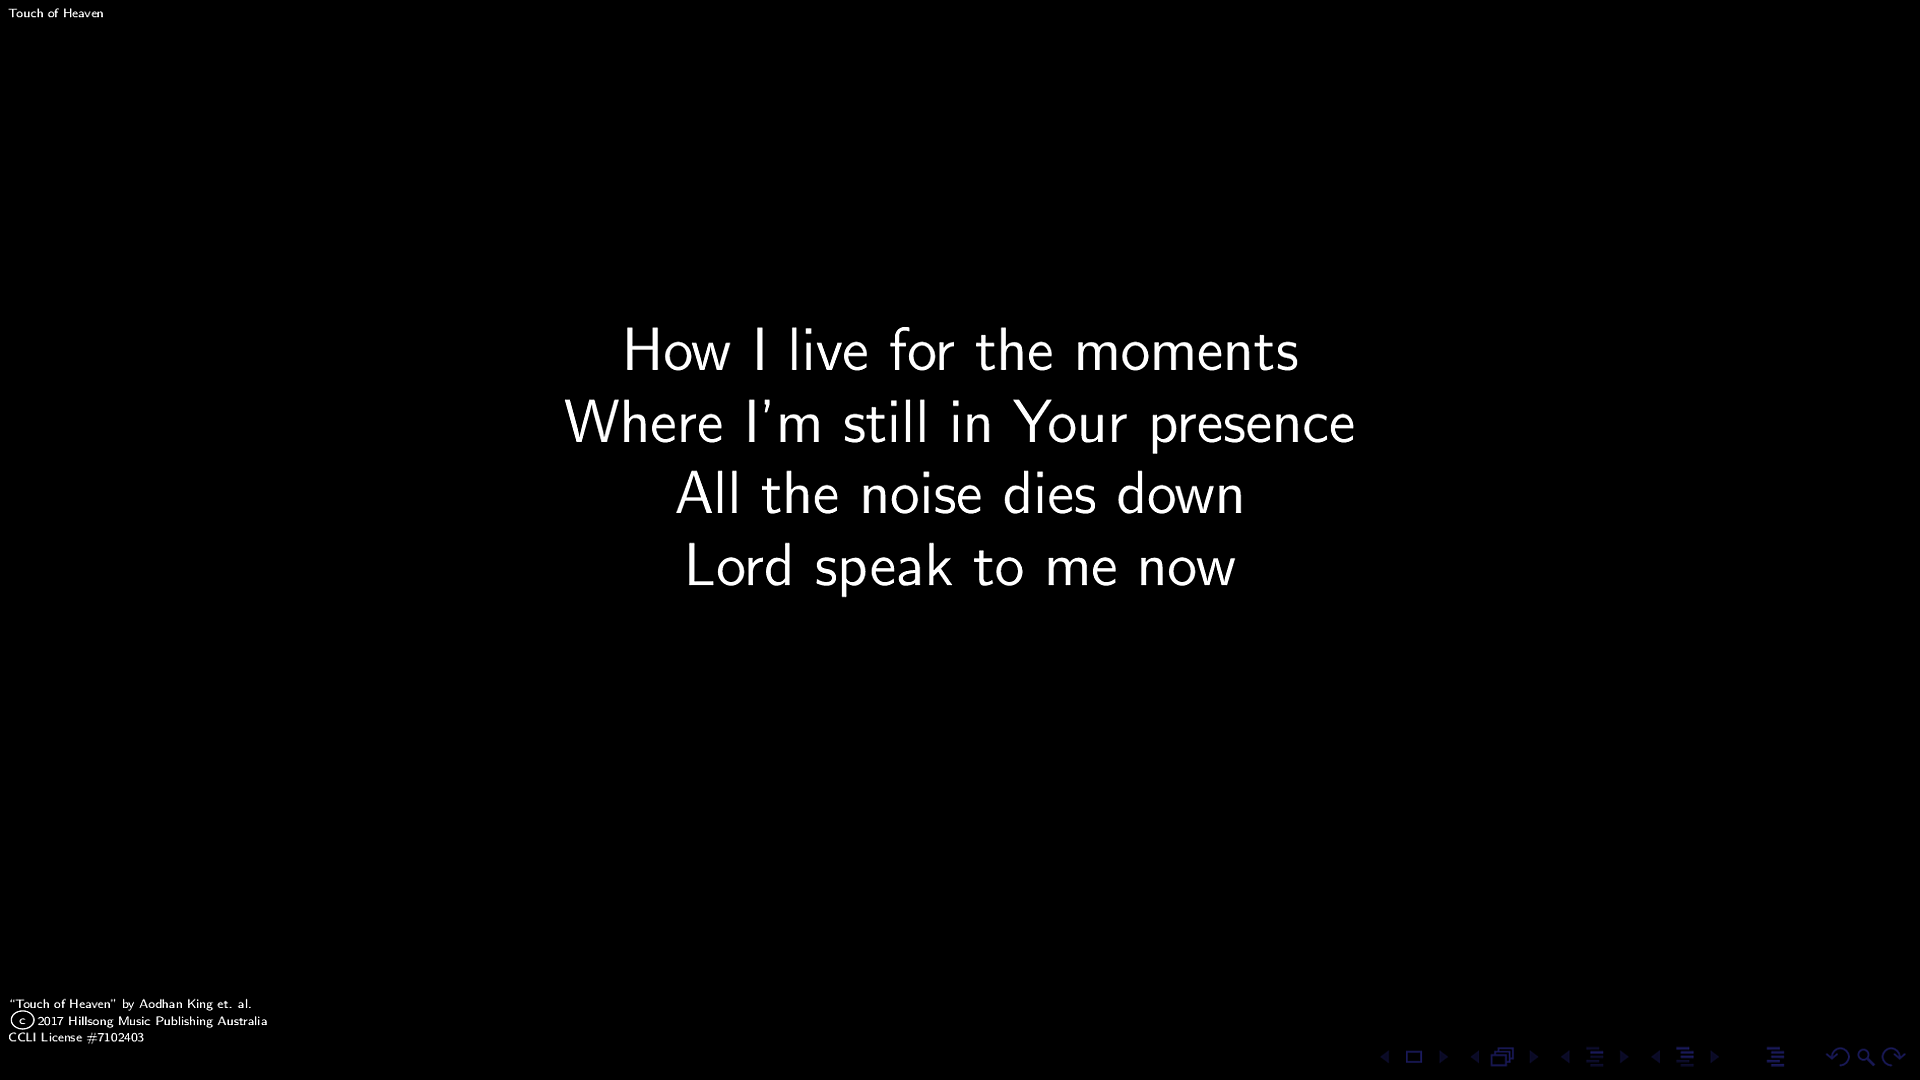 Touch of Heaven
How I live for the moments
Where I'm still in Your presence
All the noise dies down
Lord speak to me now
“Touch of Heaven” by Aodhan King et. al.
©2017 Hillsong Music Publishing Australia
CCLI License #7102403